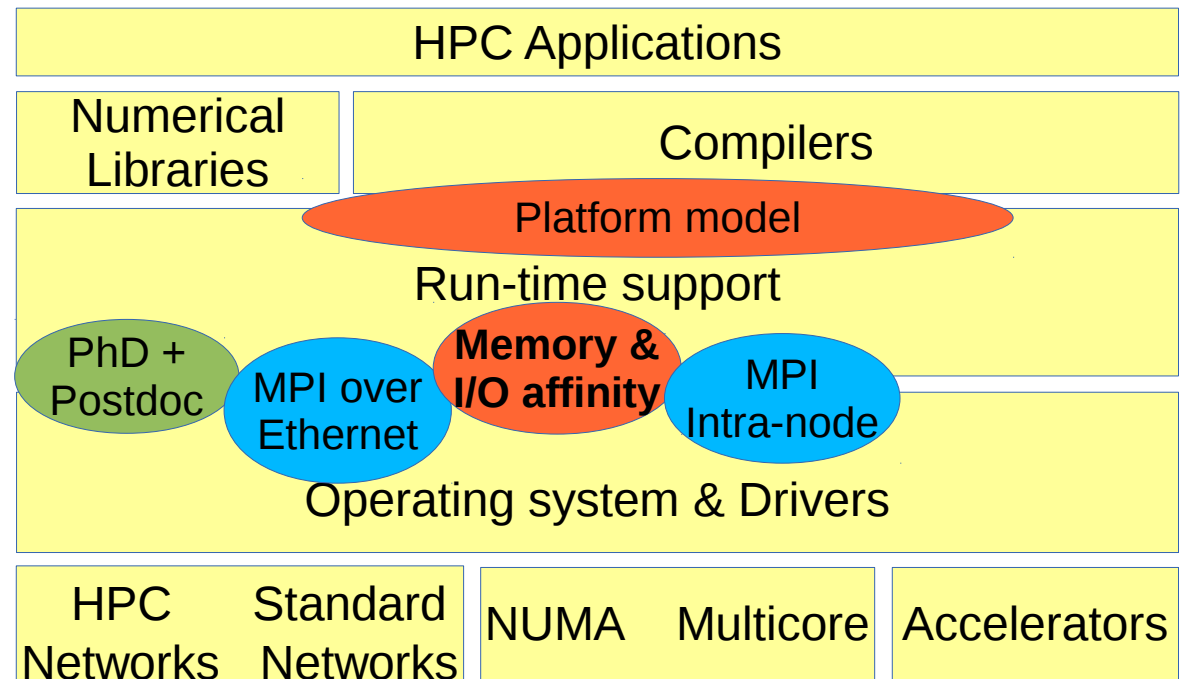 HPC Applications
Numerical
Libraries
Compilers
Platform model
Run-time support
PhD +
Postdoc
MPI over
Ethernet
Memory &
I/O affinity
MPI
Intra-node
Operating system & Drivers
HPC
Networks
Standard
Networks
NUMA
Multicore
Accelerators